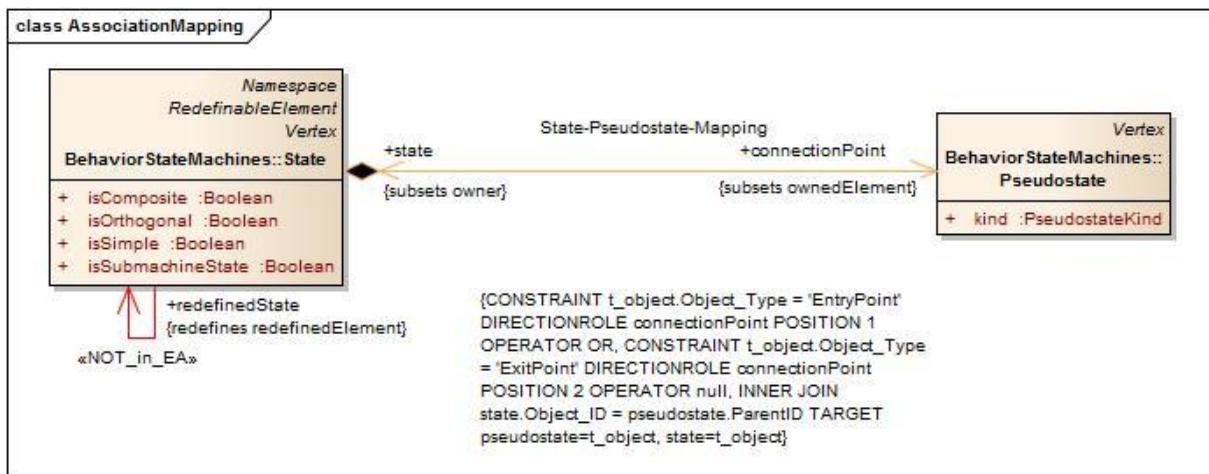 class AssociationMapping
Namespace
RedefinableElement
Vertex
BehaviorStateMachines::State
+ isComposite :Boolean
+ isOrthogonal :Boolean
+ isSimple :Boolean
+ isSubmachineState :Boolean
State-Pseudostate-Mapping
+state
+connectionPoint
{subsets owner}
{subsets ownedElement}
Vertex
BehaviorStateMachines::
Pseudostate
+ kind :PseudostateKind
+redefinedState
{redefines redefinedElement}
«NOT_in_EA»
{CONSTRAINT t_object.Object_Type = 'EntryPoint'
DIRECTIONROLE connectionPoint POSITION 1
OPERATOR OR, CONSTRAINT t_object.Object_Type
= 'ExitPoint' DIRECTIONROLE connectionPoint
POSITION 2 OPERATOR null, INNER JOIN
state.Object_ID = pseudostate.ParentID TARGET
pseudostate=t_object, state=t_object}